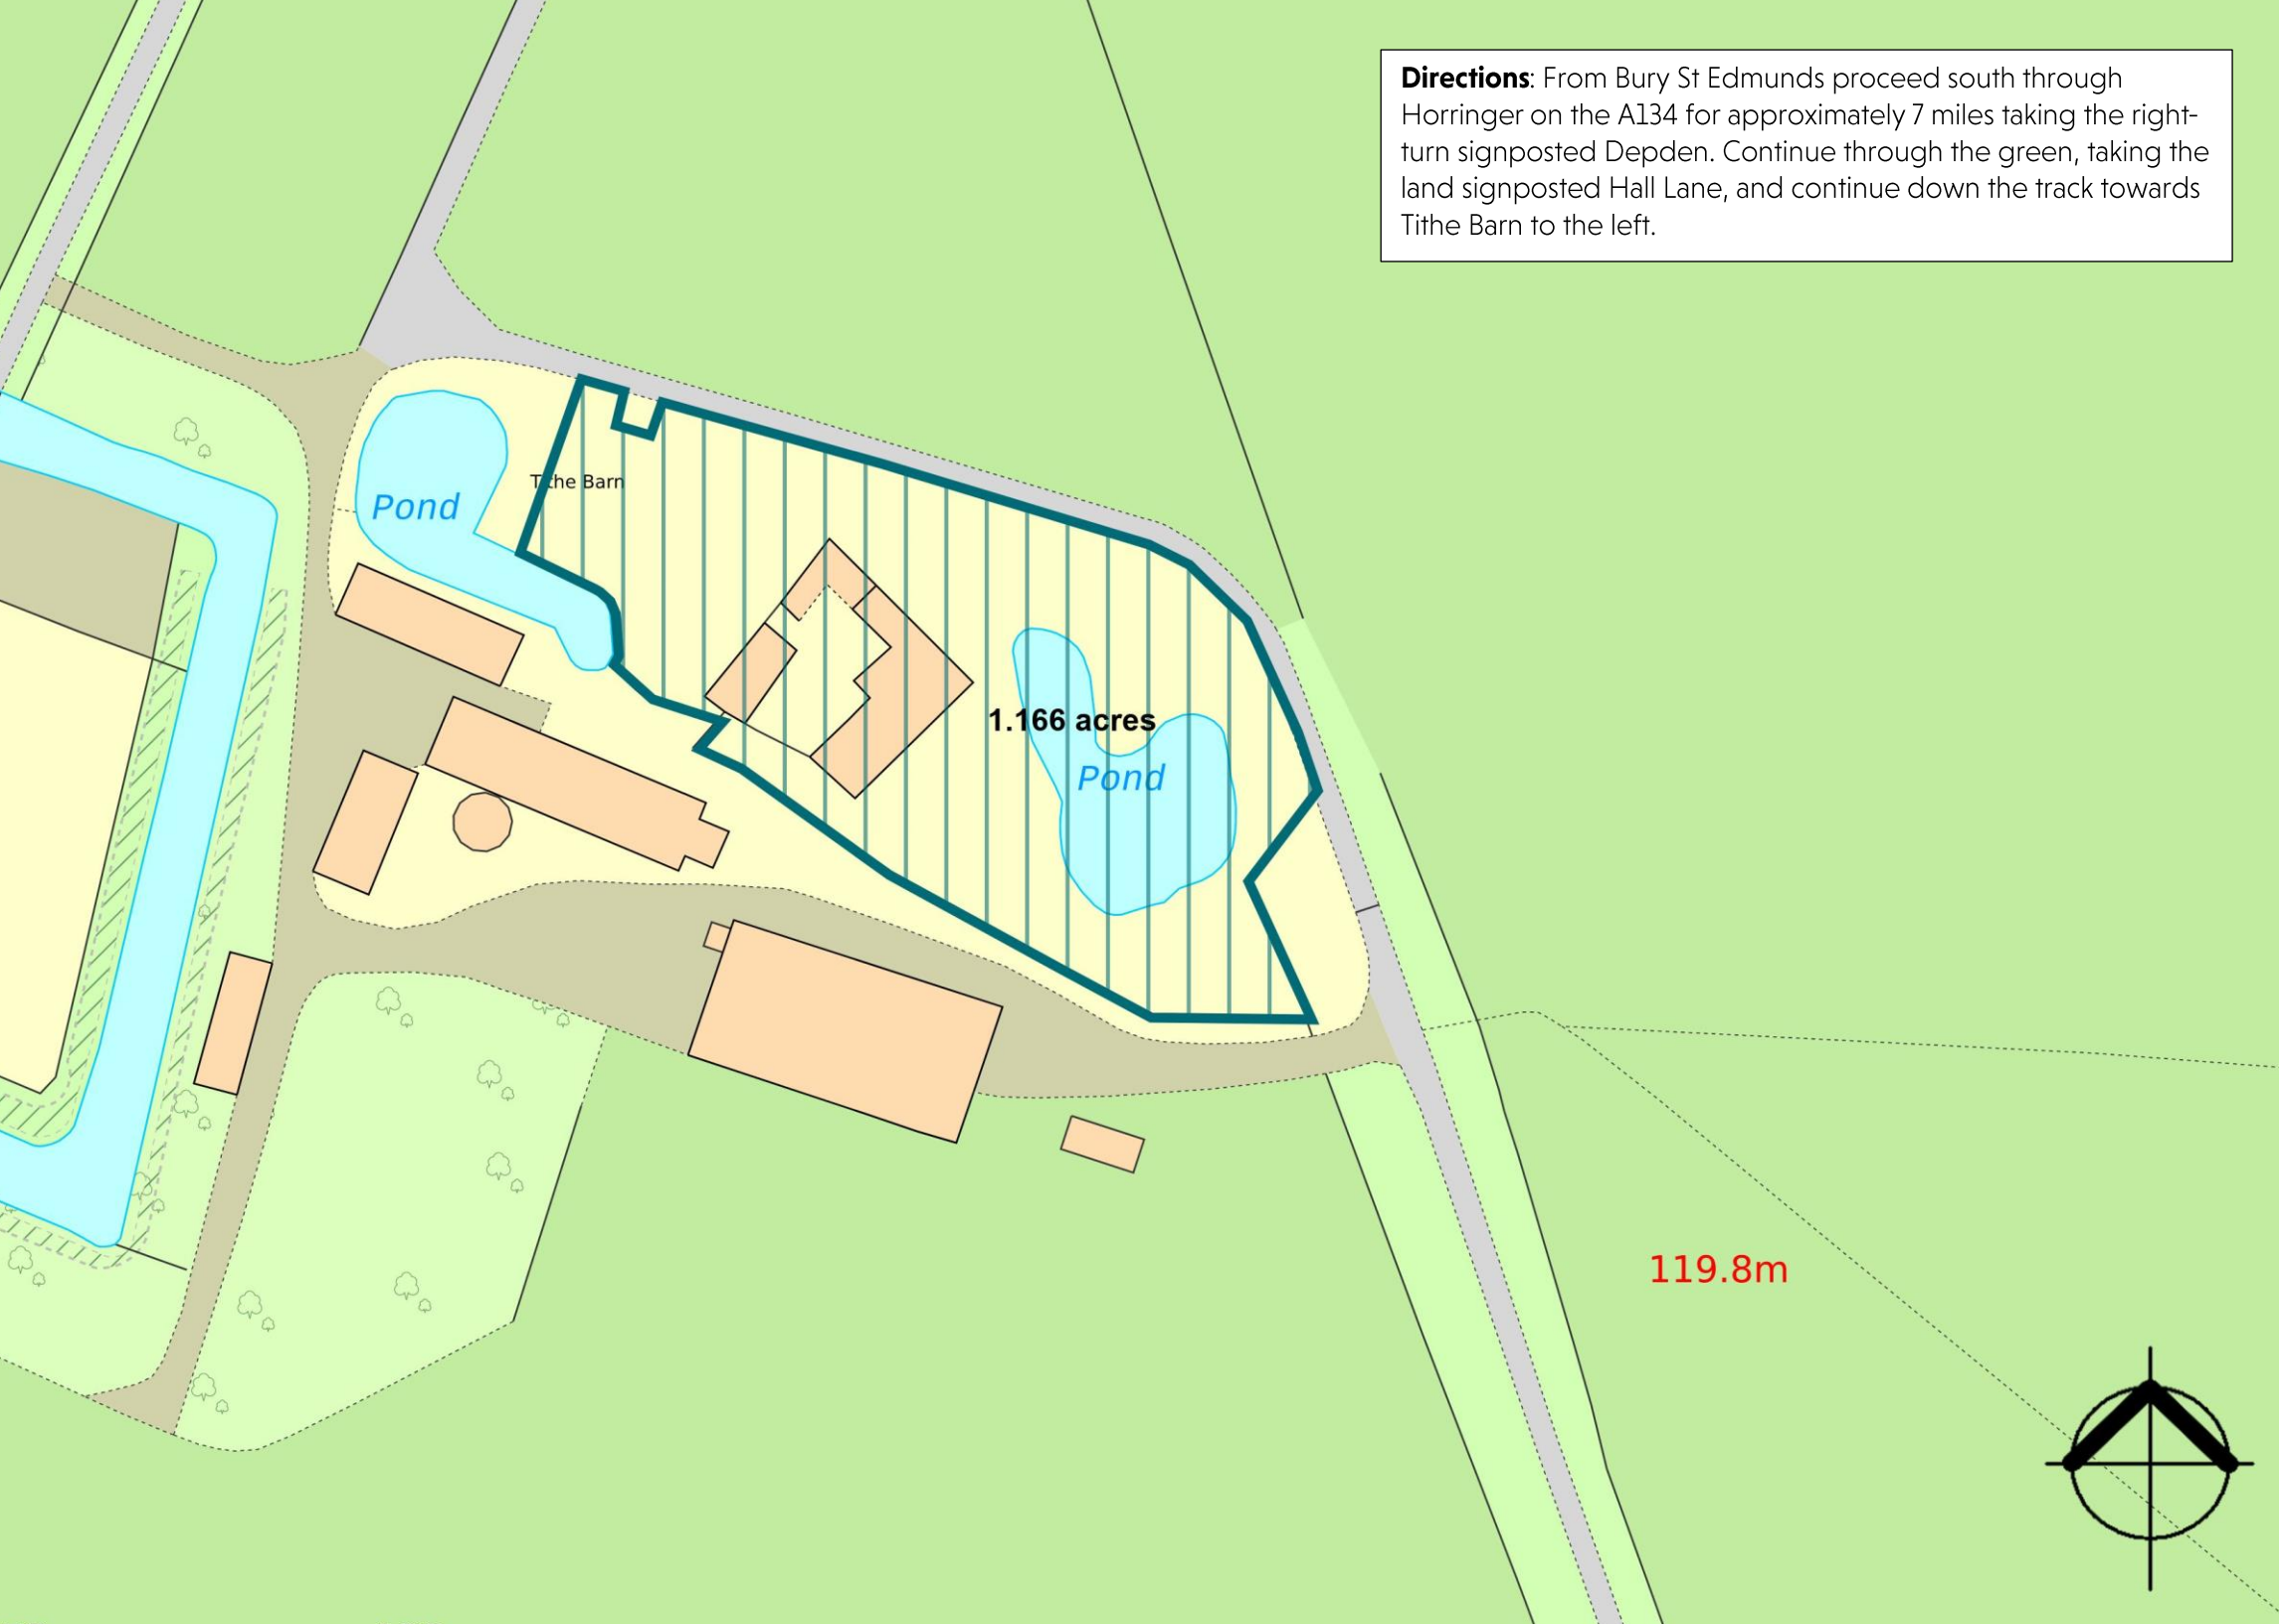 Directions: From Bury St Edmunds proceed south through
Horringer on the A134 for approximately 7 miles taking the right-
turn signposted Depden. Continue through the green, taking the
land signposted Hall Lane, and continue down the track towards
Tithe Barn to the left.
Tithe Barn
Pond
1.166 acres
Pond
119.8m